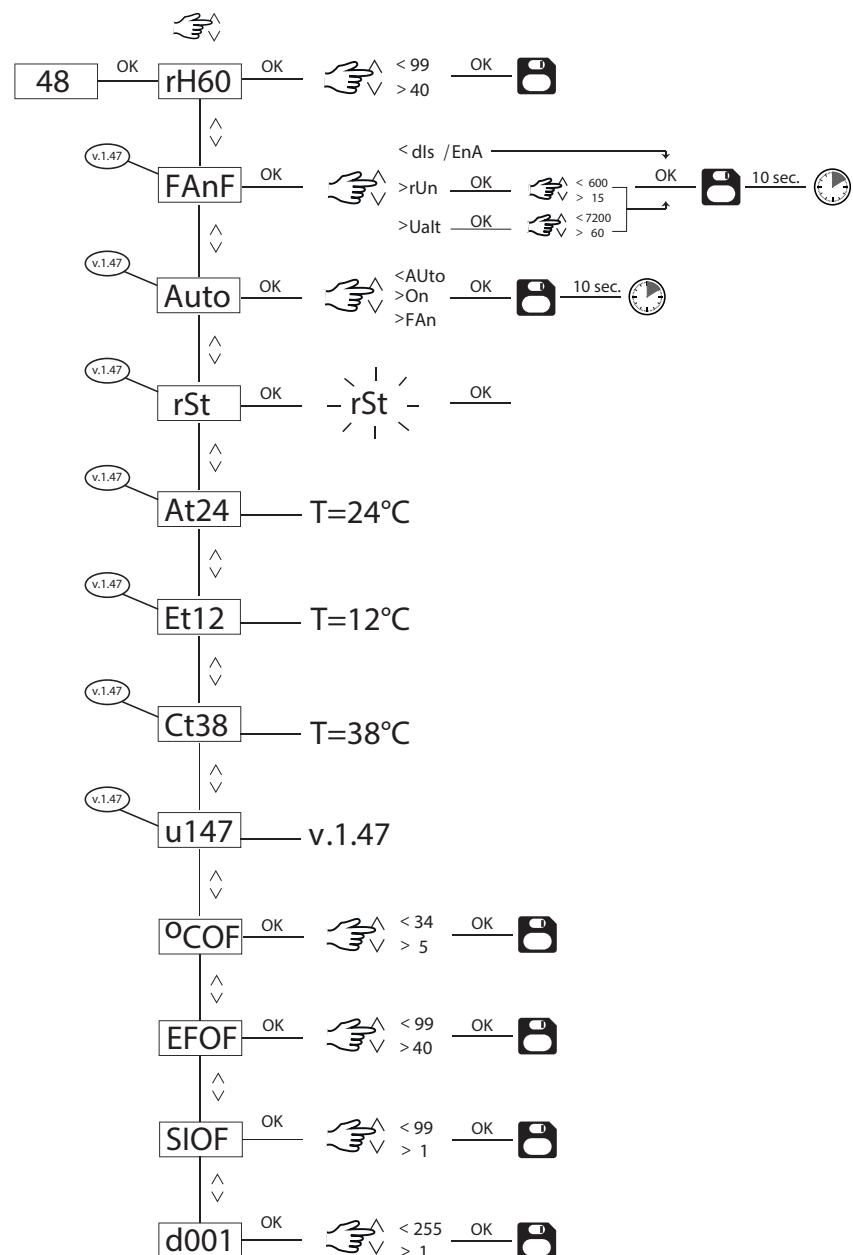 48 OK rH60 OK < 99 OK
> 40
v.1.47
FAnF OK
< dIs /EnA
>rUn OK < 600
> 15
>UaIt OK <7200
> 60
OK 10 sec.
v.1.47
Auto OK
<AUto
>On
>FAn
OK 10 sec.
v.1.47
rSt OK rSt OK
v.1.47
At24 T=24°C
v.1.47
Et12 T=12°C
v.1.47
Ct38 T=38°C
v.1.47
u147 v.1.47
ºCOF OK < 34 OK
> 5
EFOF OK < 99 OK
> 40
SIOF OK < 99 OK
> 1
d001 OK < 255 OK
> 1